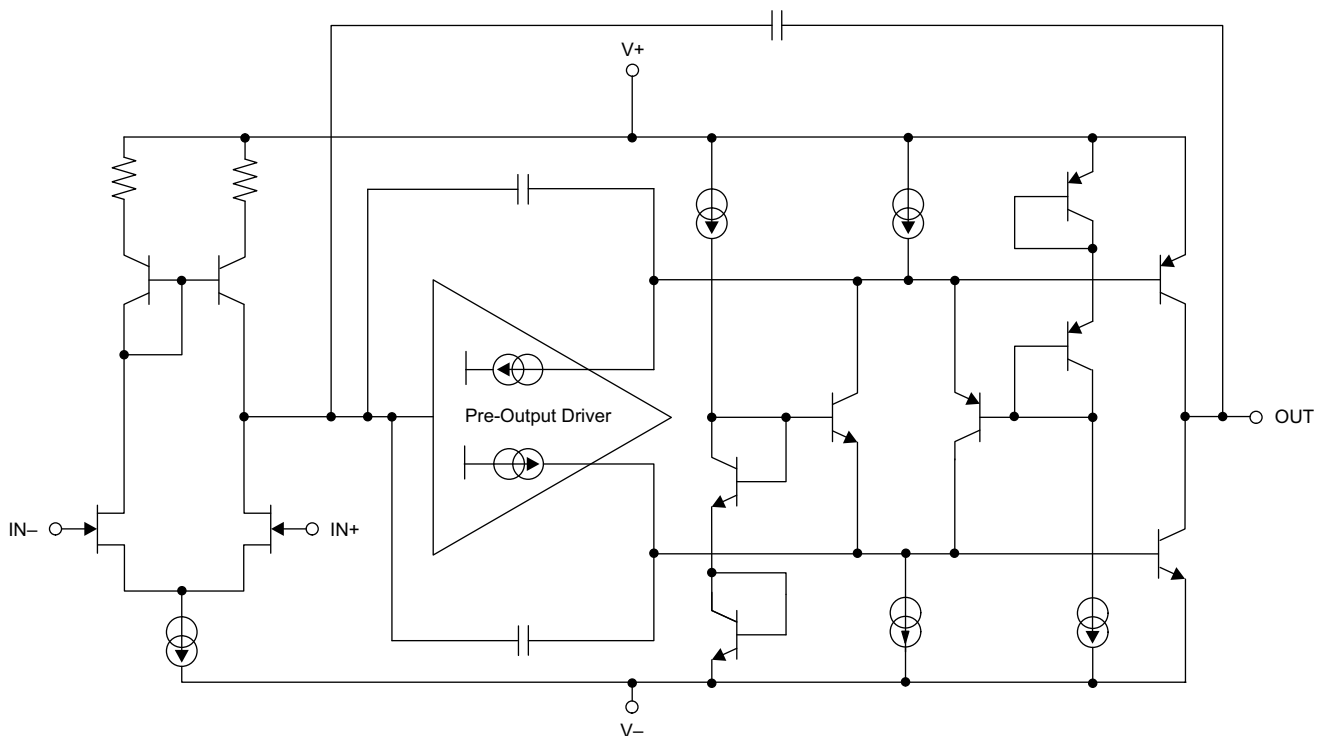 V+
Pre-Output Driver
OUT
IN–
IN+
V–